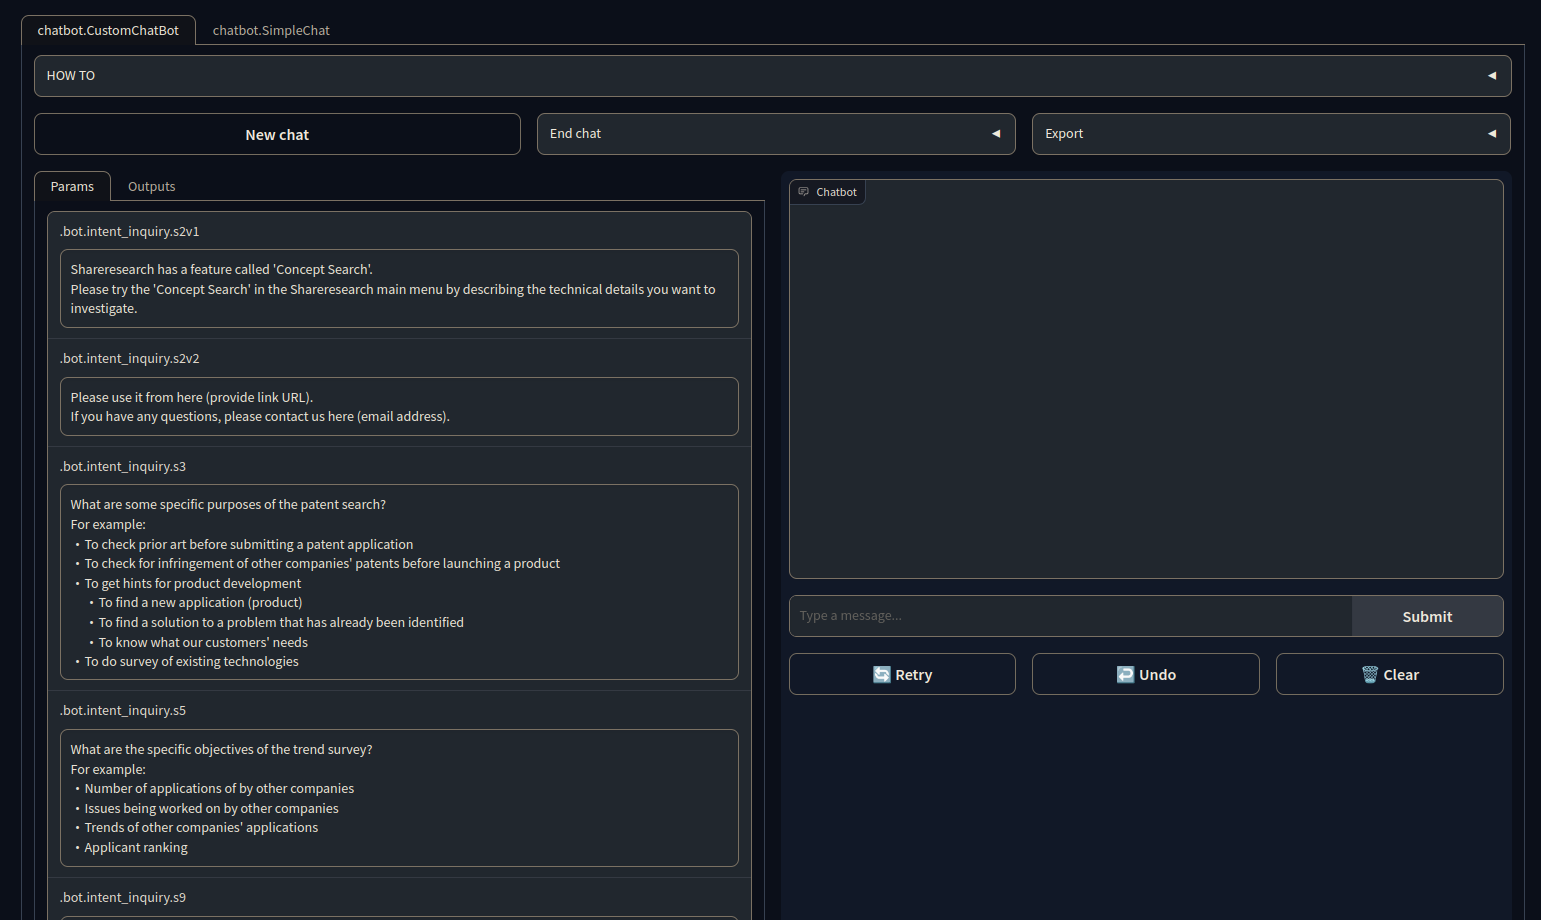 chatbot.CustomChatBot
chatbot.SimpleChat
HOW TO
New chat
End chat
Export
Params
Outputs
.bot.intent_inquiry.s2v1
Shareresearch has a feature called 'Concept Search'.
Please try the 'Concept Search' in the Shareresearch main menu by describing the technical details you want to
investigate.
.bot.intent_inquiry.s2v2
Please use it from here (provide link URL).
If you have any questions, please contact us here (email address).
.bot.intent_inquiry.s3
What are some specific purposes of the patent search?
For example:
・To check prior art before submitting a patent application
・To check for infringement of other companies' patents before launching a product
・To get hints for product development
・To find a new application (product)
・To find a solution to a problem that has already been identified
・To know what our customers' needs
・To do survey of existing technologies
.bot.intent_inquiry.s5
What are the specific objectives of the trend survey?
For example:
・Number of applications of by other companies
・Issues being worked on by other companies
・Trends of other companies' applications
・Applicant ranking
.bot.intent_inquiry.s9
Chatbot
Type a message...
Submit
Retry
Undo
Clear